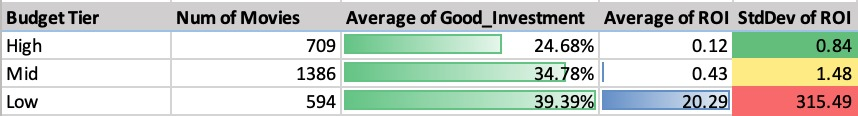 Budget Tier Num of Movies Average of Good_Investment Average of ROI StdDev of ROI
High 709 24.68% 0.12 0.84
Mid 1386 34.78% 0.43 1.48
Low 594 39.39% 20.29 315.49